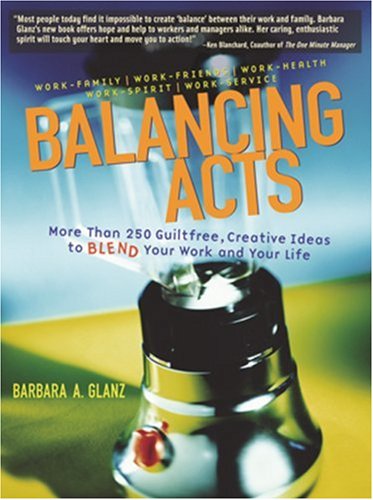 "Most people today find it impossible to create 'balance' between their work and family. Barbara
Glanz's new book offers hope and help to workers and managers alike. Her caring, enthusiastic
spirit will touch your heart and move you to action!"
-Ken Blanchard, Coauthor of The One Minute Manager
WORK-FAMILY | WORK-FRIENDS | WORK-HEALTH
WORK-SPIRIT | WORK-SERVICE
BALANCING
ACTS
More Than 250 Guiltfree, Creative Ideas
to BLEND Your Work and Your Life
BARBARA A. GLANZ